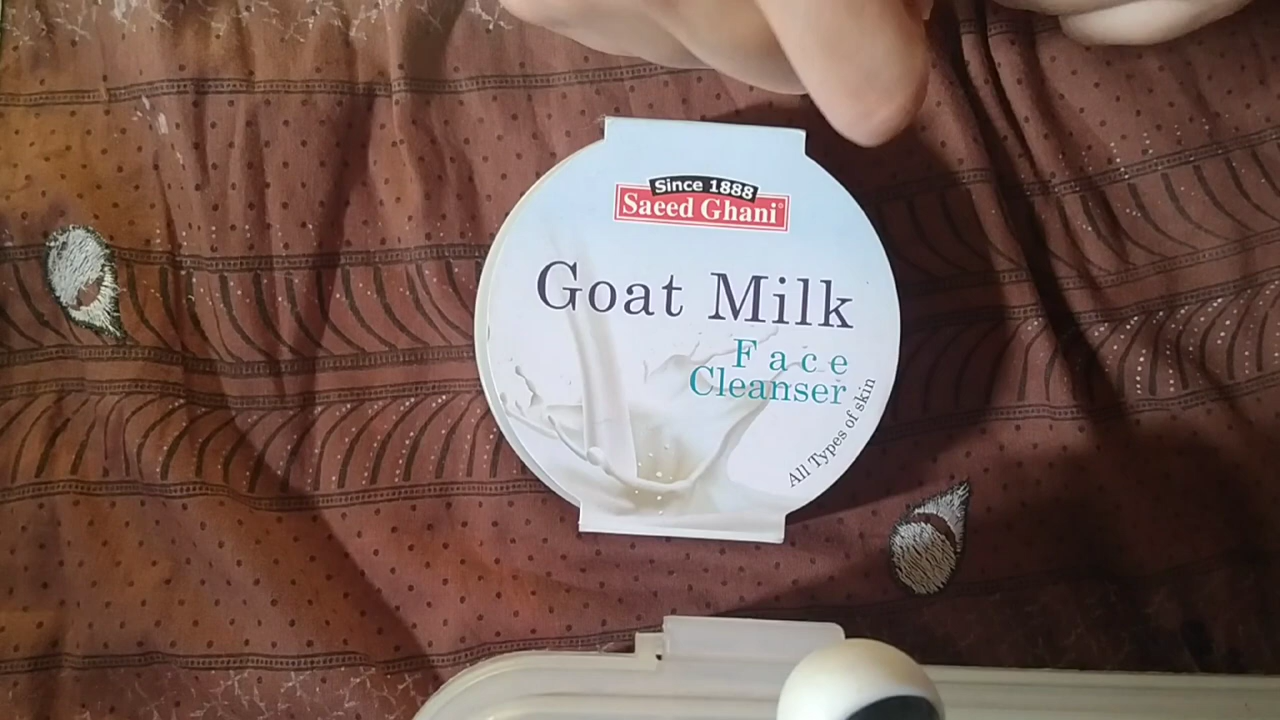 Since 1888
Saeed Ghani®
Goat Milk
Face
Cleanser
All Types of skin